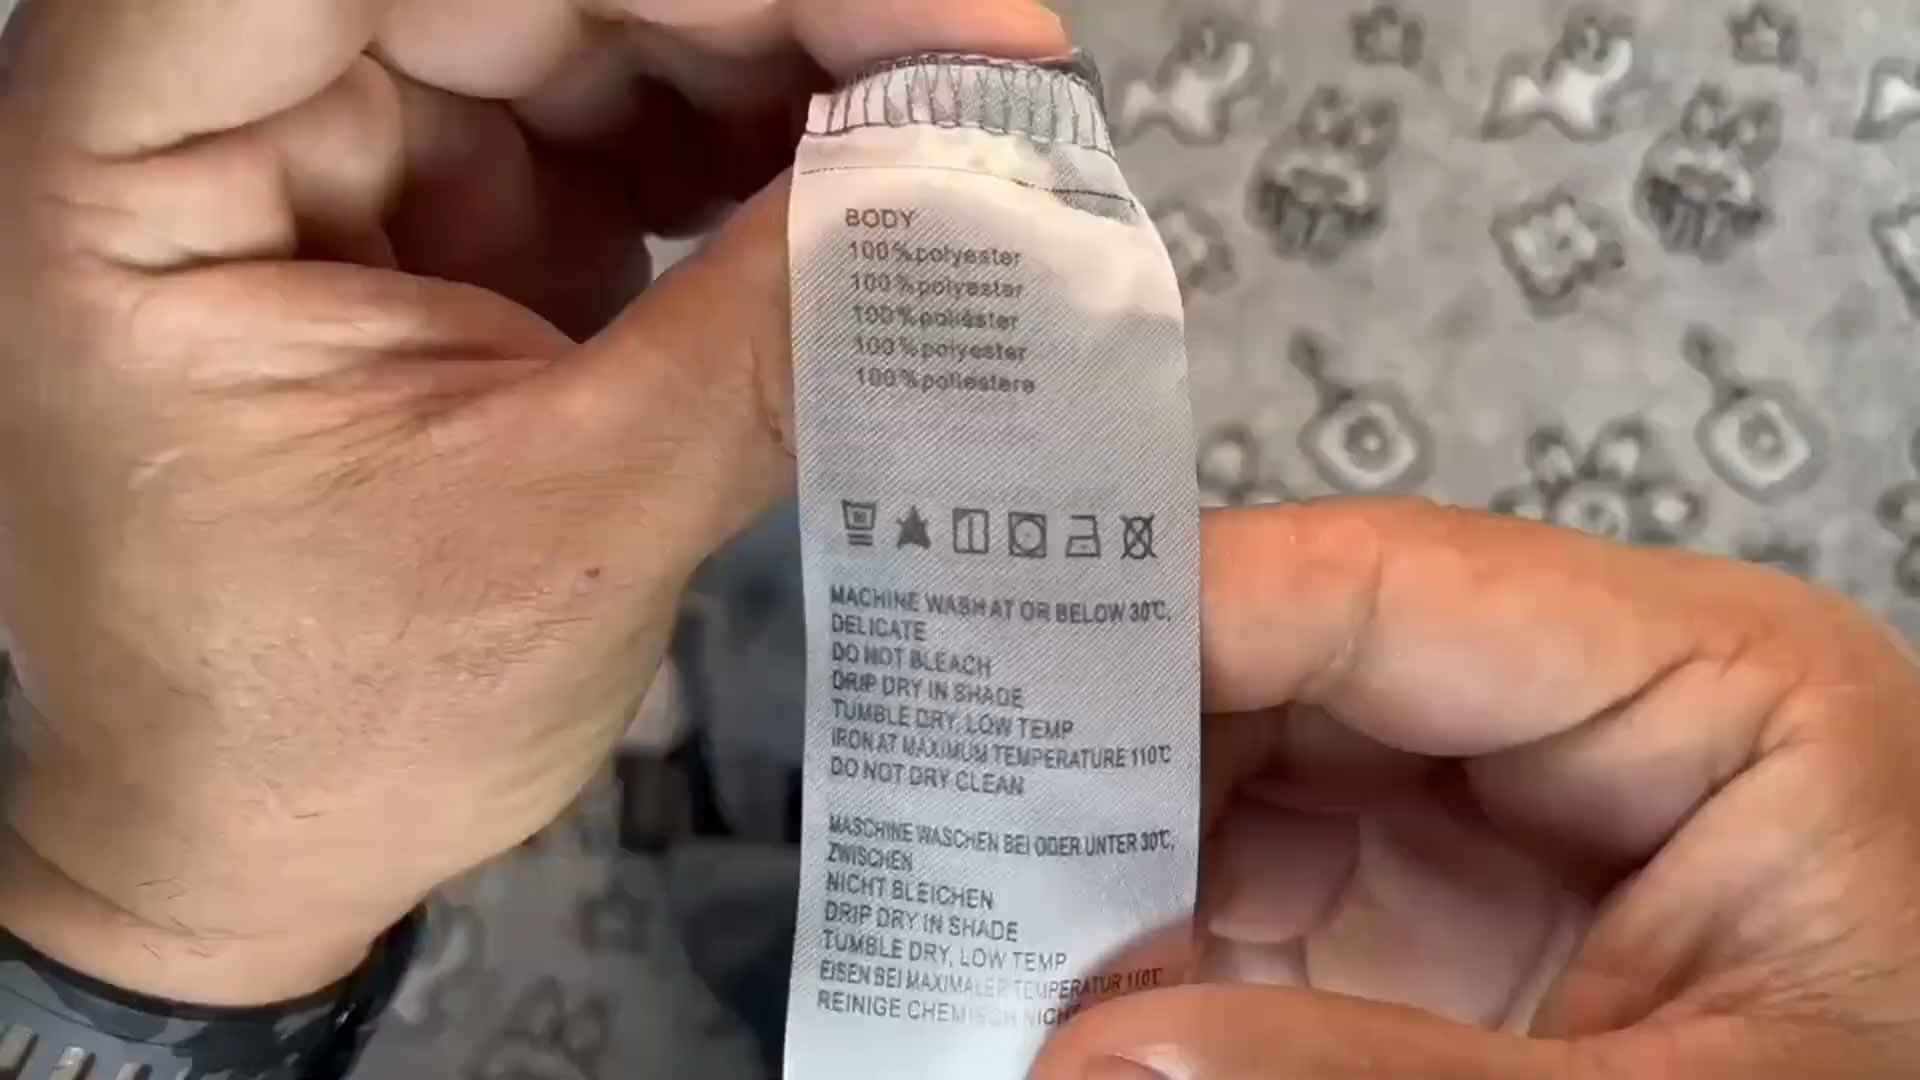 BODY
100%polyester
100%polyester
100%poliéster
100%polyester
100%poliestere
MACHINE WASH AT OR BELOW 30℃,
DELICATE
DO NOT BLEACH
DRIP DRY IN SHADE
TUMBLE DRY, LOW TEMP
IRON AT MAXIMUM TEMPERATURE 110℃
DO NOT DRY CLEAN
MASCHINE WASCHEN BEI ODER UNTER 30℃,
ZWISCHEN
NICHT BLEICHEN
DRIP DRY IN SHADE
TUMBLE DRY, LOW TEMP
EISEN BEI MAXIMALER TEMPERATUR 110℃
REINIGE CHEMISCH